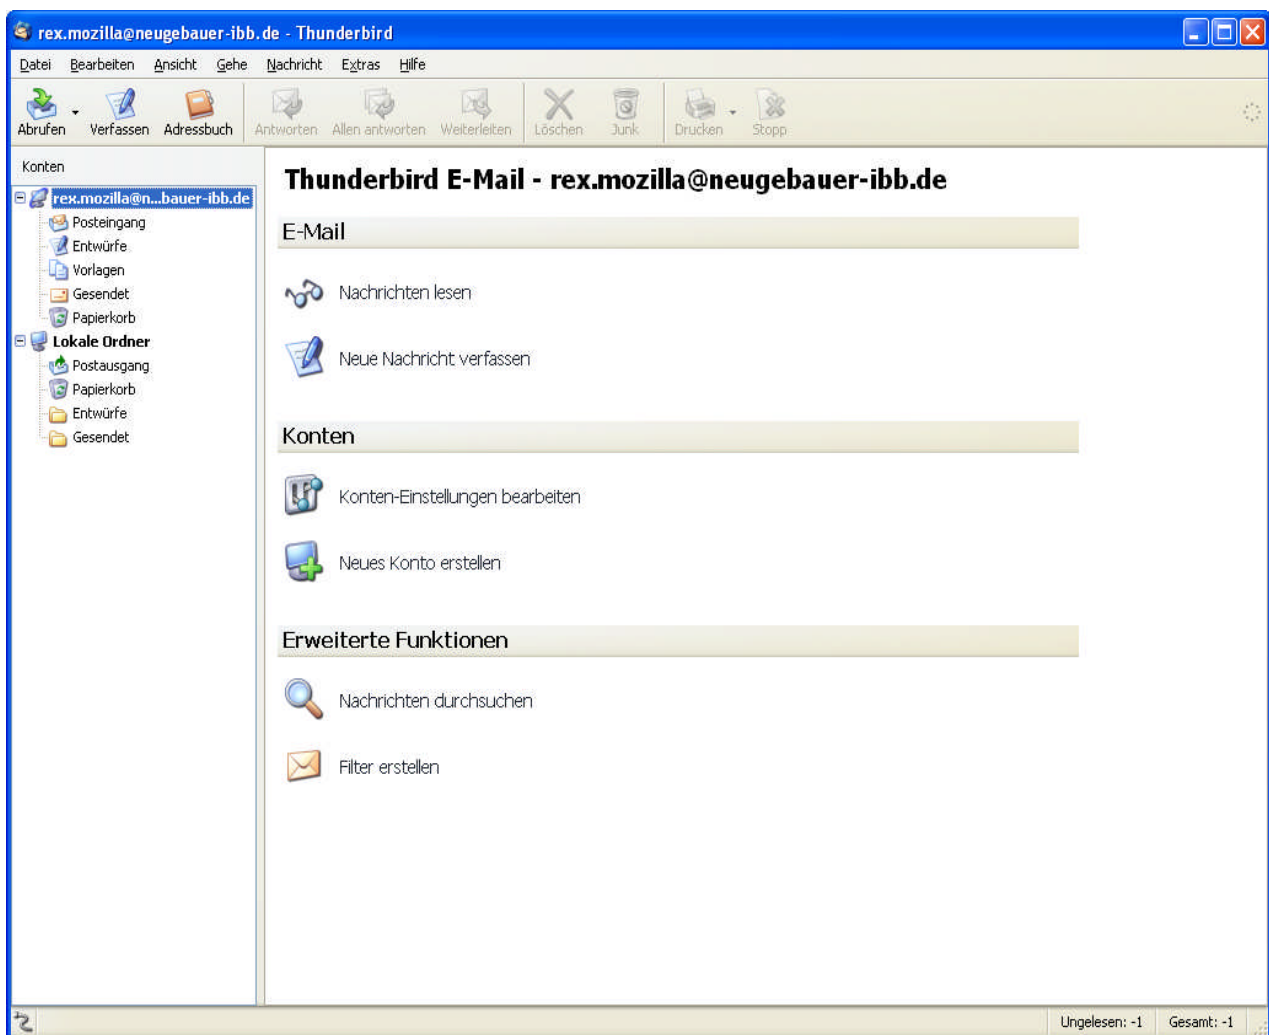 rex.mozilla@neugebauer-ibb.de - Thunderbird
Datei Bearbeiten Ansicht Gehe Nachricht Extras Hilfe
Abrufen Verfassen Adressbuch Antworten Allen antworten Weiterleiten Löschen Junk Drucken Stopp
Konten
rex.mozilla@n...bauer-ibb.de
Posteingang
Entwürfe
Vorlagen
Gesendet
Papierkorb
Lokale Ordner
Postausgang
Papierkorb
Entwürfe
Gesendet
Thunderbird E-Mail - rex.mozilla@neugebauer-ibb.de
E-Mail
Nachrichten lesen
Neue Nachricht verfassen
Konten
Konten-Einstellungen bearbeiten
Neues Konto erstellen
Erweiterte Funktionen
Nachrichten durchsuchen
Filter erstellen
Ungelesen: -1 Gesamt: -1